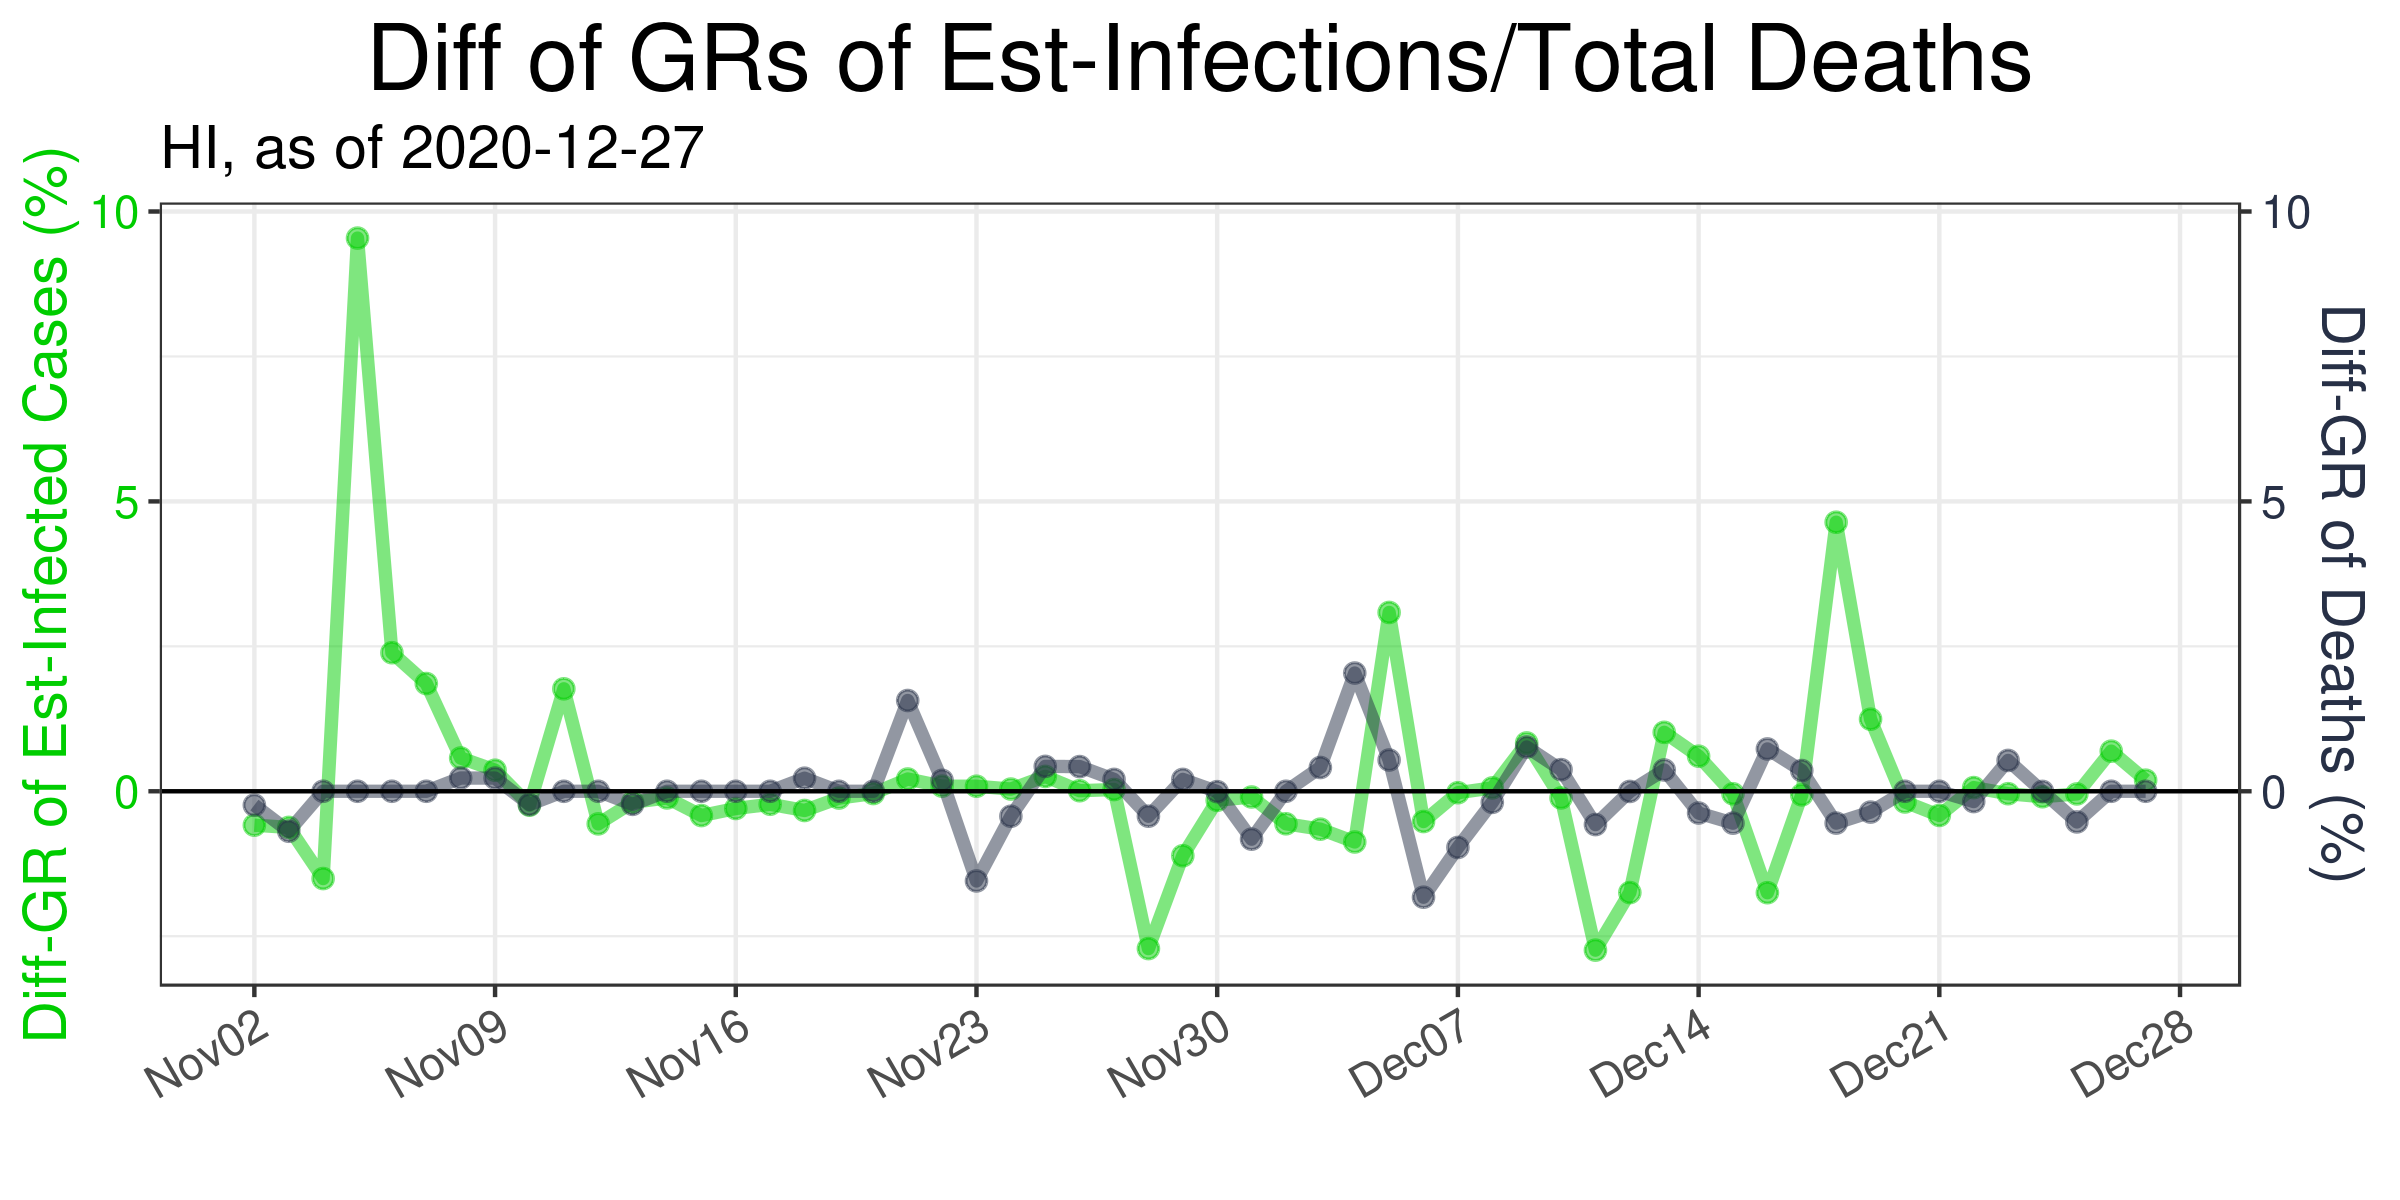 Diff of GRs of Est-Infections/Total Deaths
HI, as of 2020-12-27
Diff-GR of Est-Infected Cases (%)
10
5
0
10
5
0
Diff-GR of Deaths (%)
Nov02
Nov09
Nov16
Nov23
Nov30
Dec07
Dec14
Dec21
Dec28